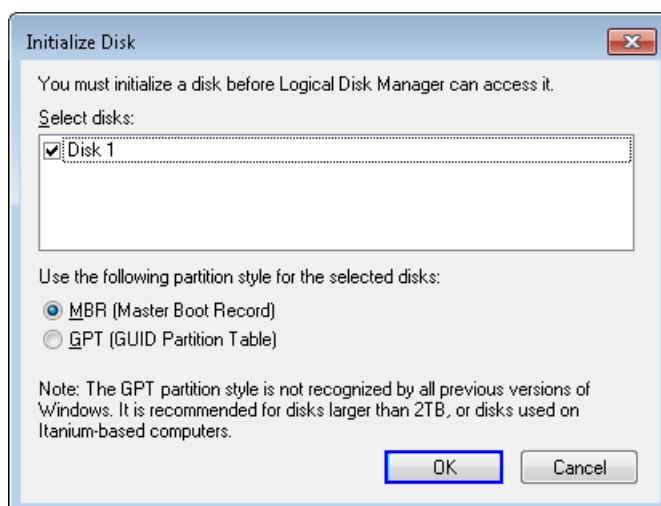 Initialize Disk
You must initialize a disk before Logical Disk Manager can access it.
Select disks:
Disk 1
Use the following partition style for the selected disks:
MBR (Master Boot Record)
GPT (GUID Partition Table)
Note: The GPT partition style is not recognized by all previous versions of
Windows. It is recommended for disks larger than 2TB, or disks used on
Itanium-based computers.
OK Cancel